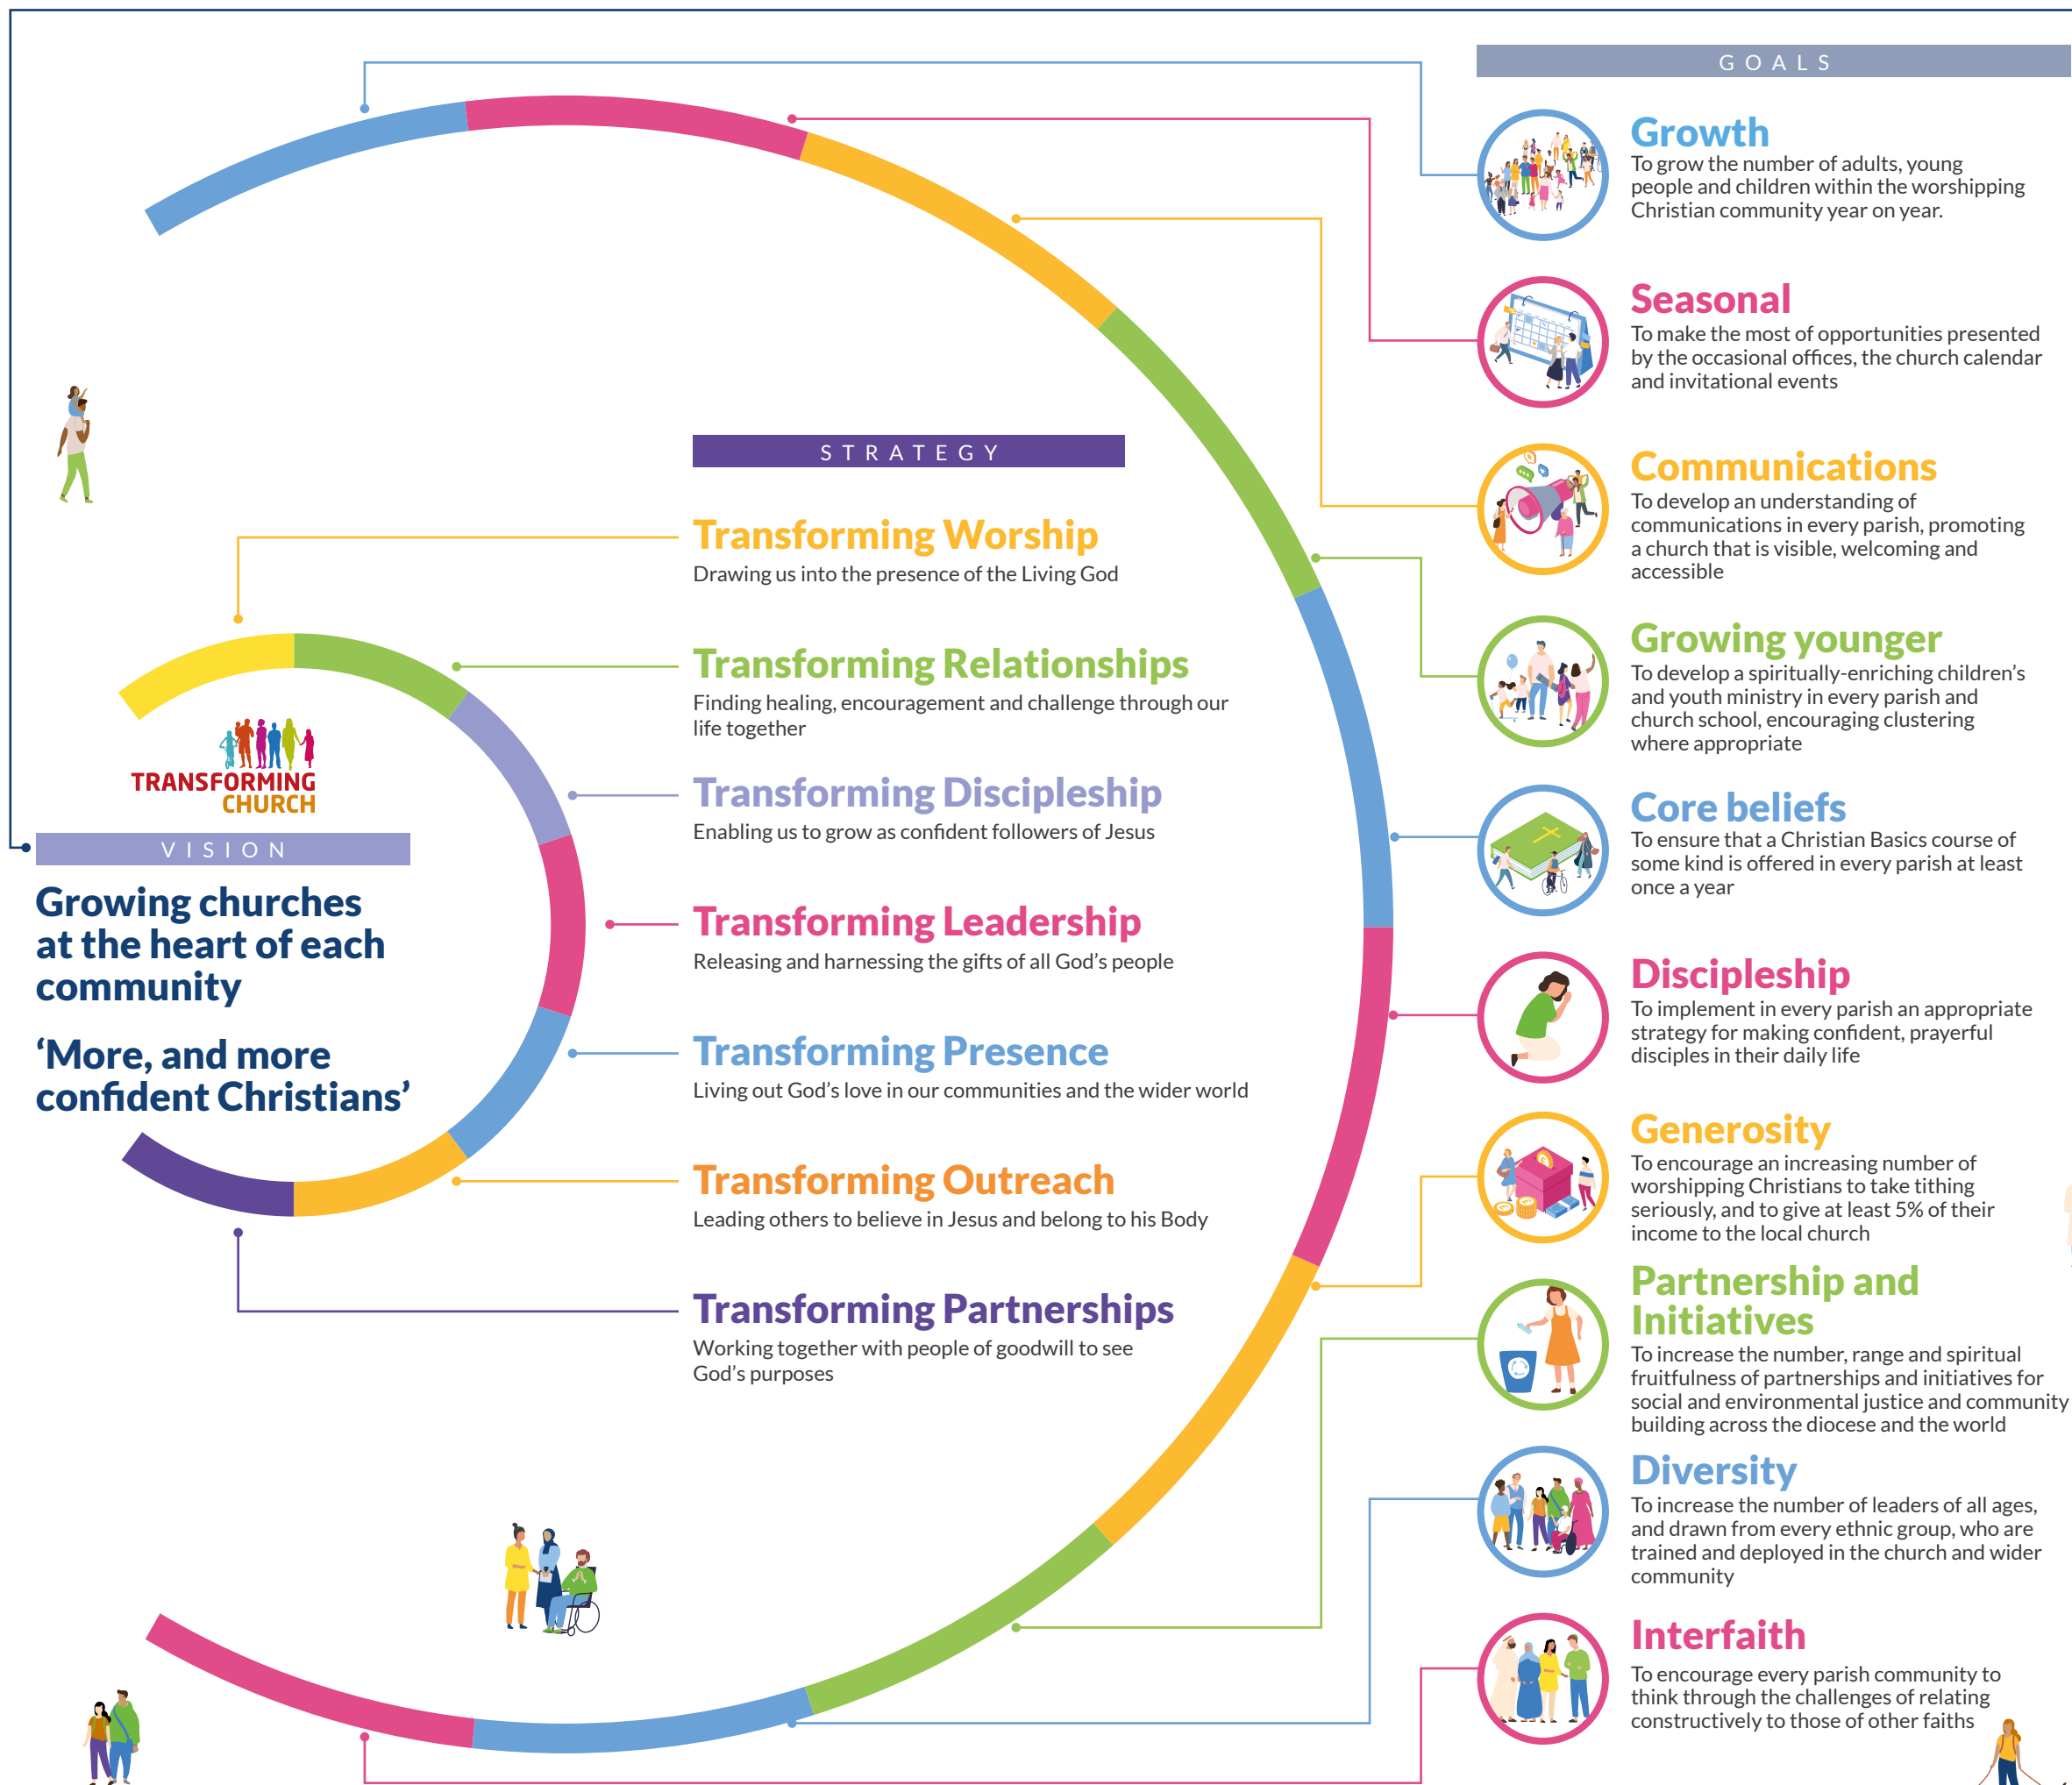 TRANSFORMING
CHURCH
VISION
Growing churches
at the heart of each
community
‘More, and more
confident Christians’
STRATEGY
Transforming Worship
Drawing us into the presence of the Living God
Transforming Relationships
Finding healing, encouragement and challenge through our
life together
Transforming Discipleship
Enabling us to grow as confident followers of Jesus
Transforming Leadership
Releasing and harnessing the gifts of all God’s people
Transforming Presence
Living out God’s love in our communities and the wider world
Transforming Outreach
Leading others to believe in Jesus and belong to his Body
Transforming Partnerships
Working together with people of goodwill to see
God’s purposes
GOALS
Growth
To grow the number of adults, young
people and children within the worshipping
Christian community year on year.
Seasonal
To make the most of opportunities presented
by the occasional offices, the church calendar
and invitational events
Communications
To develop an understanding of
communications in every parish, promoting
a church that is visible, welcoming and
accessible
Growing younger
To develop a spiritually-enriching children’s
and youth ministry in every parish and
church school, encouraging clustering
where appropriate
Core beliefs
To ensure that a Christian Basics course of
some kind is offered in every parish at least
once a year
Discipleship
To implement in every parish an appropriate
strategy for making confident, prayerful
disciples in their daily life
Generosity
To encourage an increasing number of
worshipping Christians to take tithing
seriously, and to give at least 5% of their
income to the local church
Partnership and
Initiatives
To increase the number, range and spiritual
fruitfulness of partnerships and initiatives for
social and environmental justice and community
building across the diocese and the world
Diversity
To increase the number of leaders of all ages,
and drawn from every ethnic group, who are
trained and deployed in the church and wider
community
Interfaith
To encourage every parish community to
think through the challenges of relating
constructively to those of other faiths